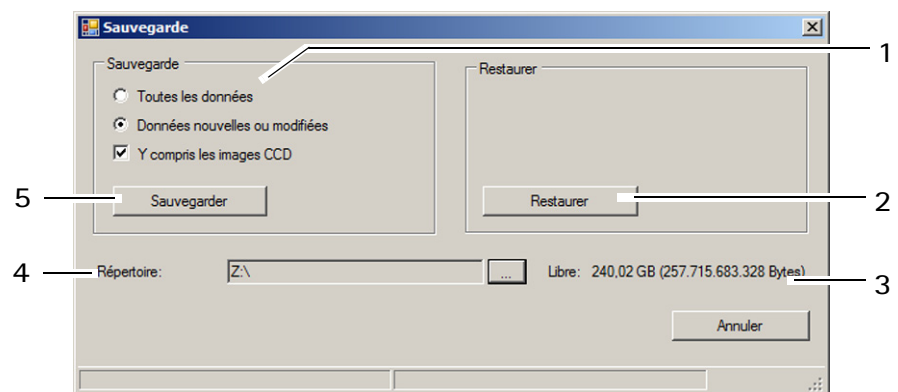 Sauvegarde
1
Sauvegarde
Restaurer
Toutes les données
Données nouvelles ou modifiées
Y compris les images CCD
5
Sauvegarder
Restaurer
2
4
Répertoire:
Z:\
...
Libre: 240,02 GB (257.715.683.328 Bytes)
3
Annuler